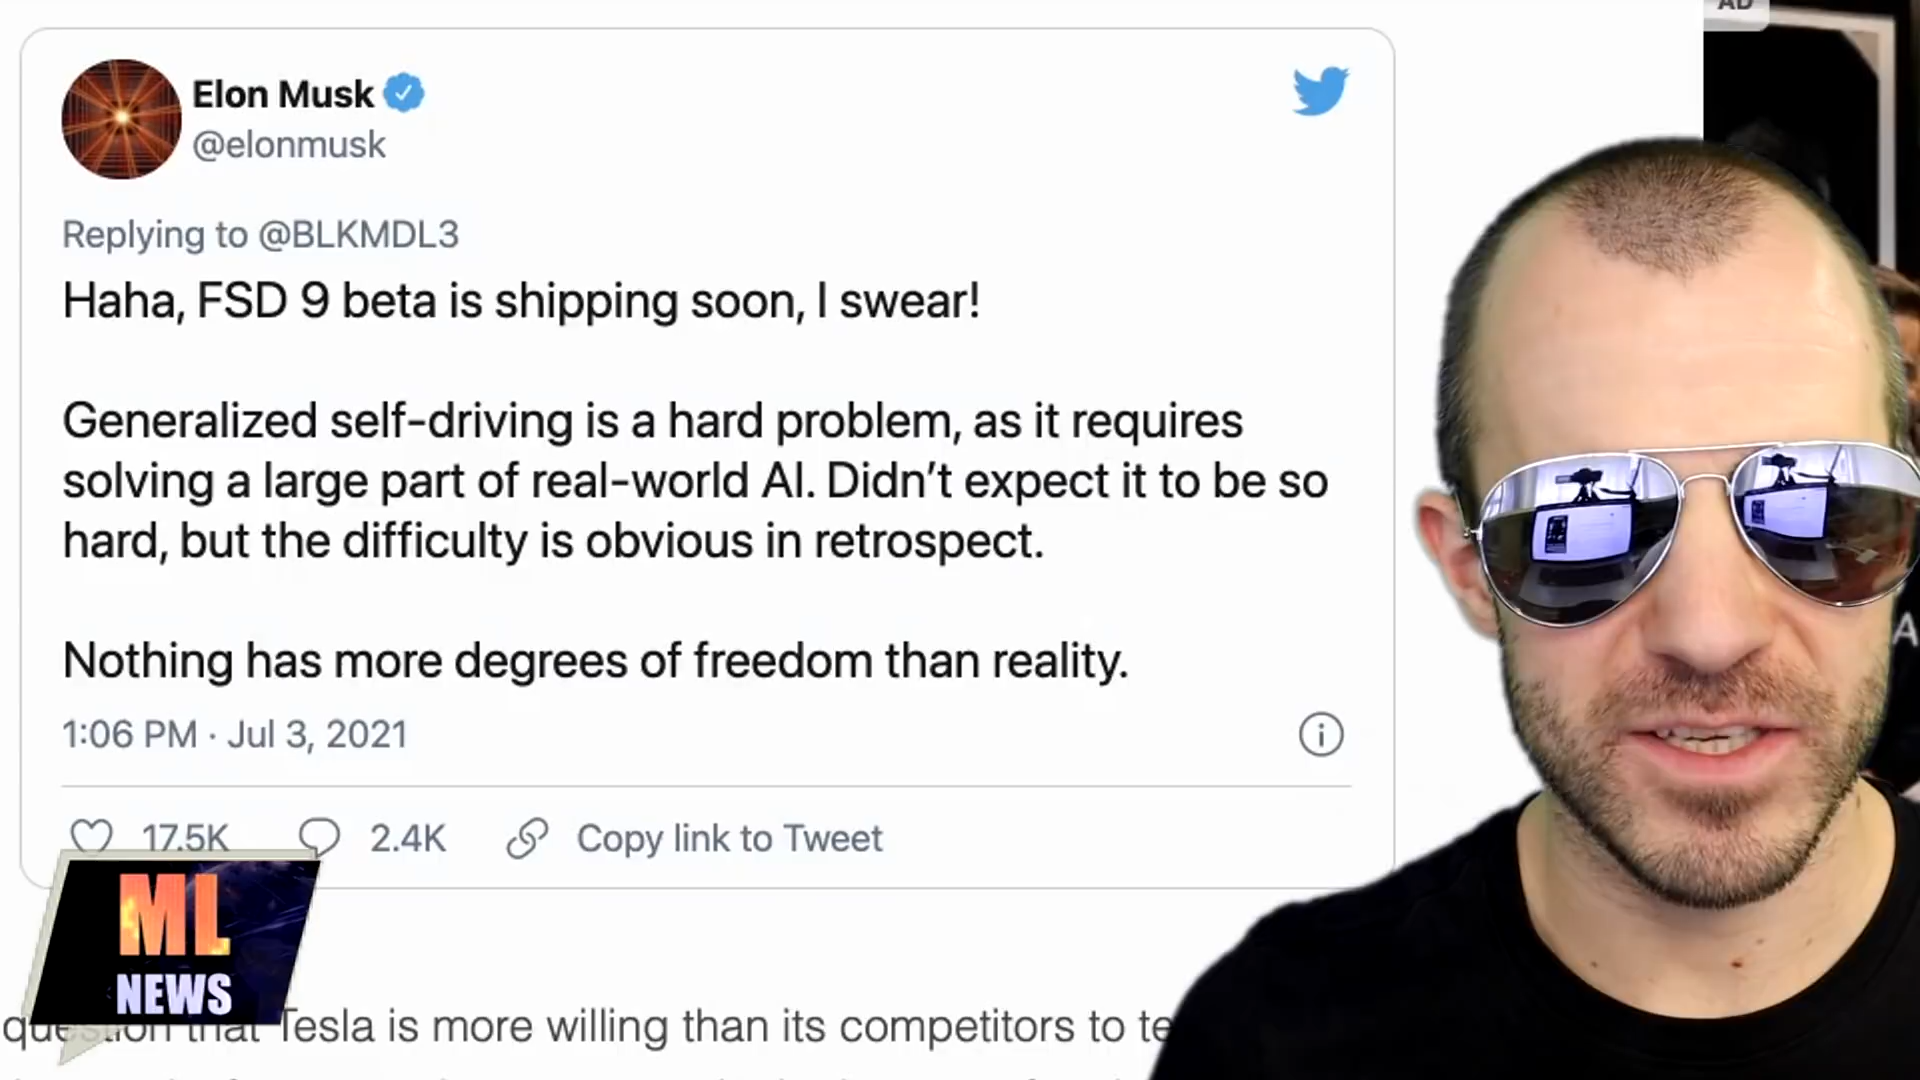 AD
Elon Musk
@elonmusk
Replying to @BLKMDL3
Haha, FSD 9 beta is shipping soon, I swear!
Generalized self-driving is a hard problem, as it requires
solving a large part of real-world AI. Didn't expect it to be so
hard, but the difficulty is obvious in retrospect.
Nothing has more degrees of freedom than reality.
1:06 PM · Jul 3, 2021
17.5K 2.4K Copy link to Tweet
ML
NEWS
question that Tesla is more willing than its competitors to